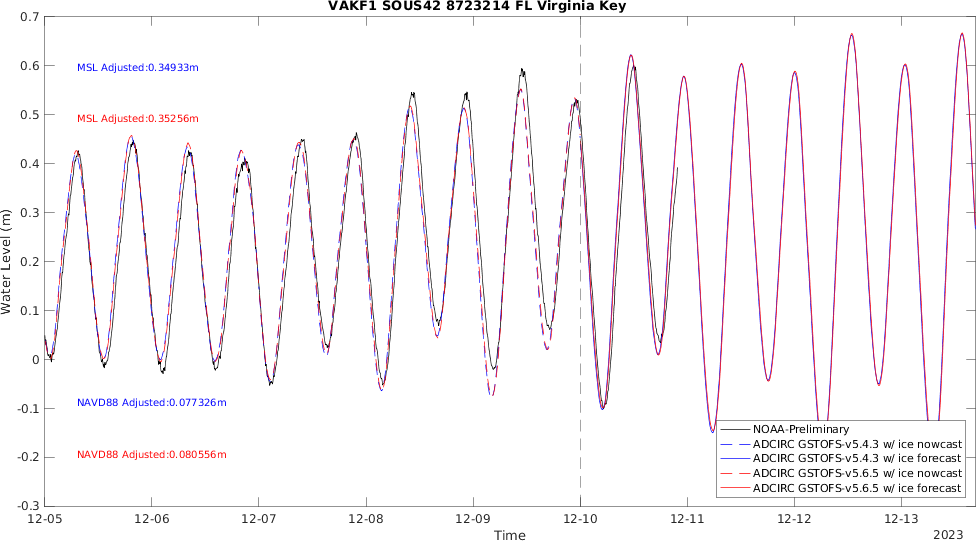 VAKF1 SOUS42 8723214 FL Virginia Key
0.7
0.6
0.5
0.4
0.3
0.2
0.1
0
-0.1
-0.2
-0.3
Water Level (m)
MSL Adjusted:0.34933m
MSL Adjusted:0.35256m
NAVD88 Adjusted:0.077326m
NAVD88 Adjusted:0.080556m
NOAA-Preliminary
ADCIRC GSTOFS-v5.4.3 w/ ice nowcast
ADCIRC GSTOFS-v5.4.3 w/ ice forecast
ADCIRC GSTOFS-v5.6.5 w/ ice nowcast
ADCIRC GSTOFS-v5.6.5 w/ ice forecast
12-05 12-06 12-07 12-08 12-09 12-10 12-11 12-12 12-13
Time
2023